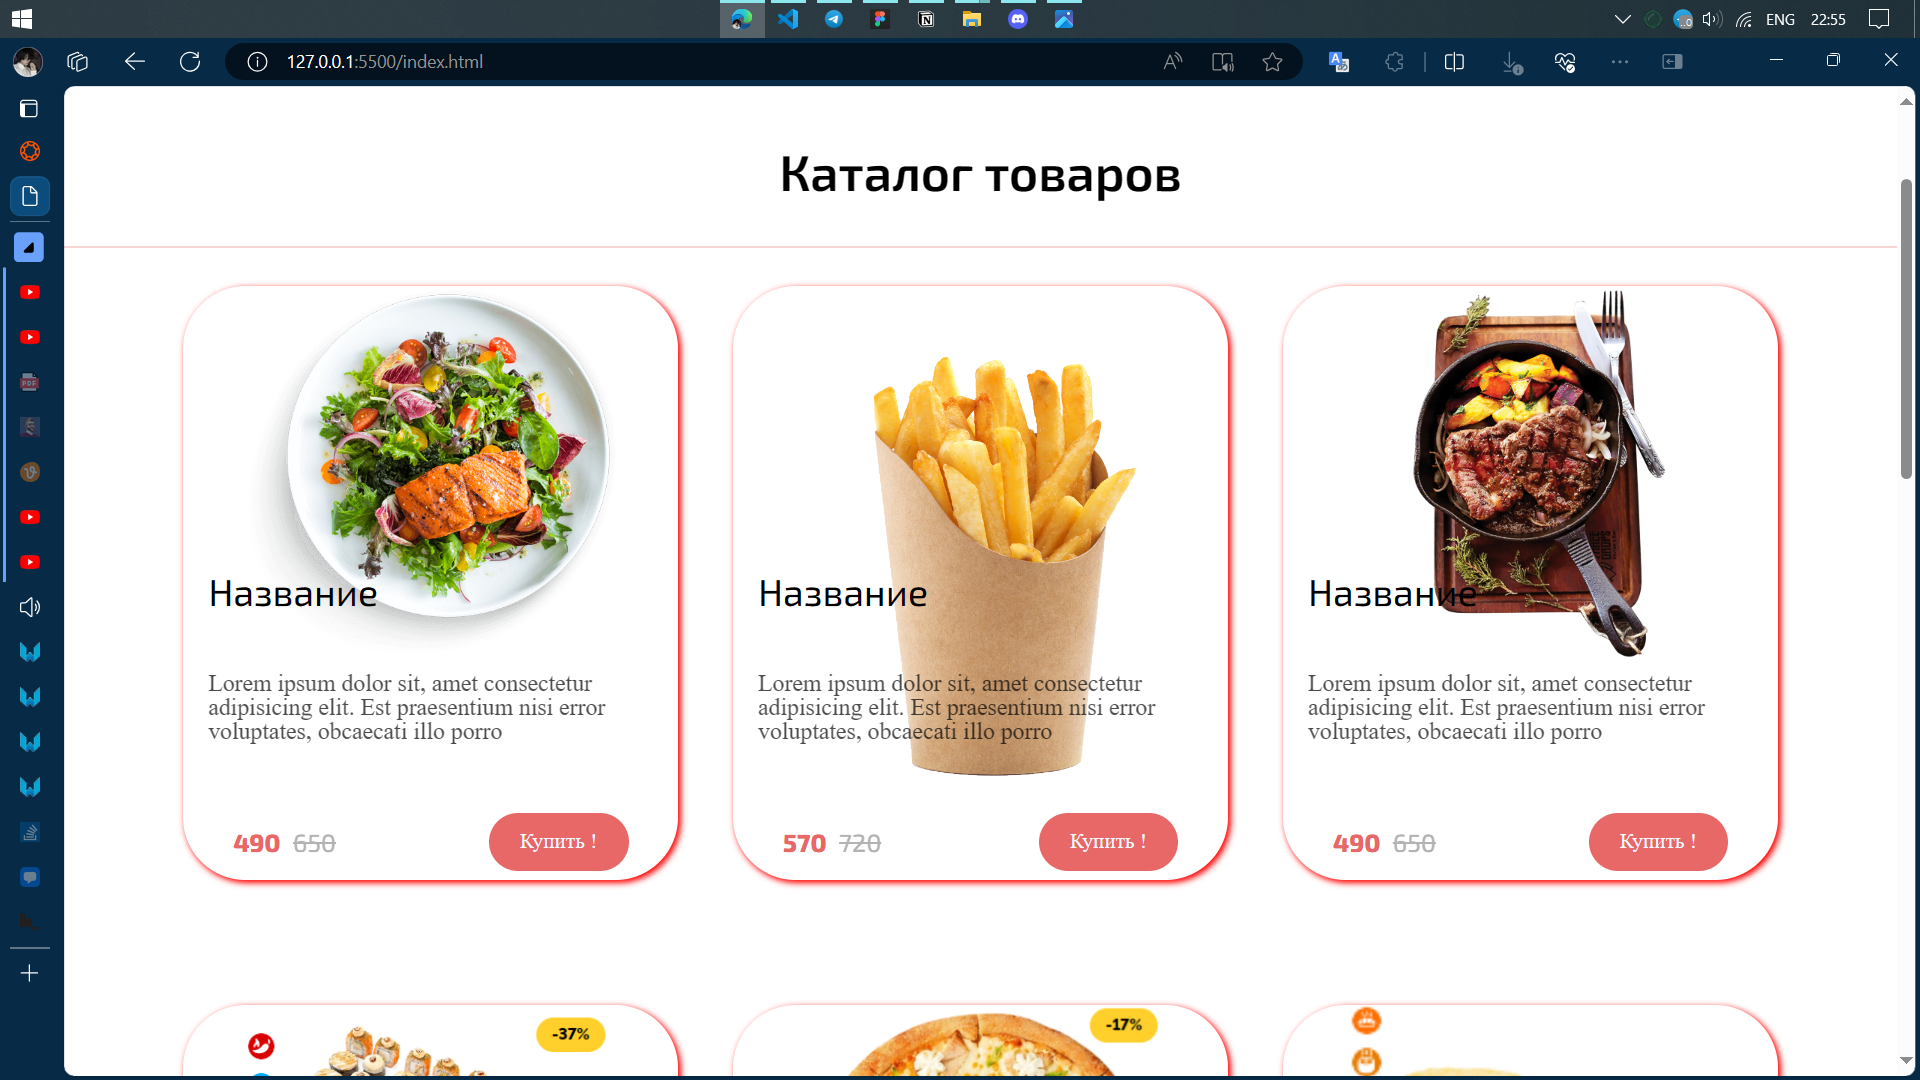 ENG
22:55
127.0.0.1:5500/index.html
Каталог товаров
Название
Lorem ipsum dolor sit, amet consectetur
adipisicing elit. Est praesentium nisi error
voluptates, obcaecati illo porro
490 650
Купить !
Название
Lorem ipsum dolor sit, amet consectetur
adipisicing elit. Est praesentium nisi error
voluptates, obcaecati illo porro
570 720
Купить !
Название
Lorem ipsum dolor sit, amet consectetur
adipisicing elit. Est praesentium nisi error
voluptates, obcaecati illo porro
490 650
Купить !
-37%
-17%